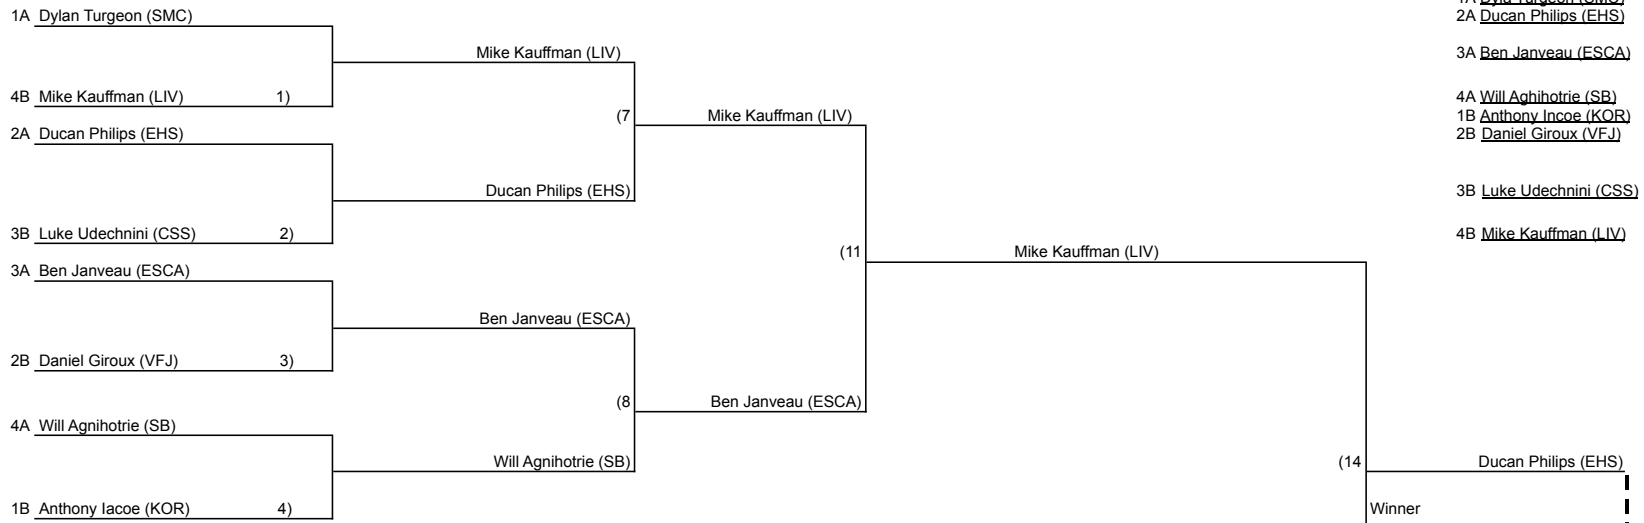 1A Dylan Turgeon (SMC)
2A Ducan Philips (EHS)
Mike Kauffman (LIV)
3A Ben Janveau (ESCA)
4B Mike Kauffman (LIV) 1)
4A Will Aghihotrie (SB)
(7 Mike Kauffman (LIV)
1B Anthony Incoe (KOR)
2A Ducan Philips (EHS)
2B Daniel Giroux (VFJ)
Ducan Philips (EHS)
3B Luke Udechnini (CSS)
3B Luke Udechnini (CSS) 2)
4B Mike Kauffman (LIV)
(11 Mike Kauffman (LIV)
3A Ben Janveau (ESCA)
Ben Janveau (ESCA)
2B Daniel Giroux (VFJ) 3)
(8 Ben Janveau (ESCA)
4A Will Agnihotrie (SB)
Will Agnihotrie (SB)
(14 Ducan Philips (EHS)
1B Anthony Iacoe (KOR) 4)
Winner